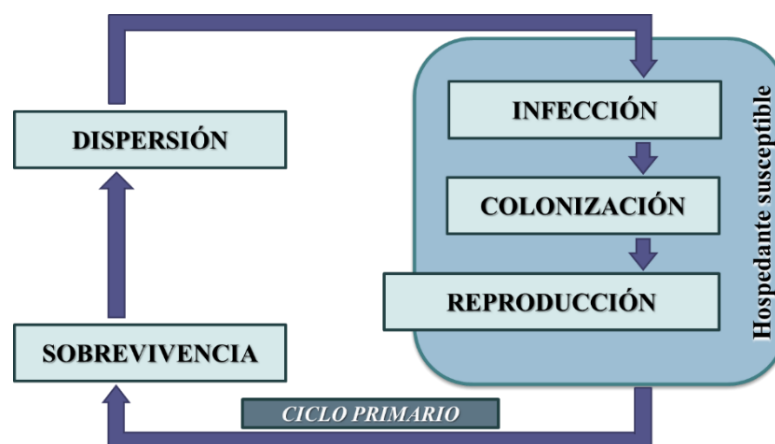 INFECCIÓN
DISPERSIÓN
COLONIZACIÓN
REPRODUCCIÓN
Hospedante susceptible
SOBREVIVENCIA
CICLO PRIMARIO